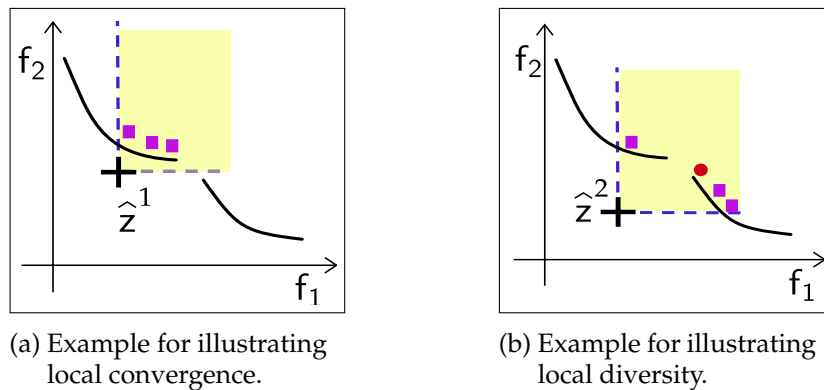 f₂
ẑ¹
f₁
(a) Example for illustrating
local convergence.
f₂
ẑ²
f₁
(b) Example for illustrating
local diversity.